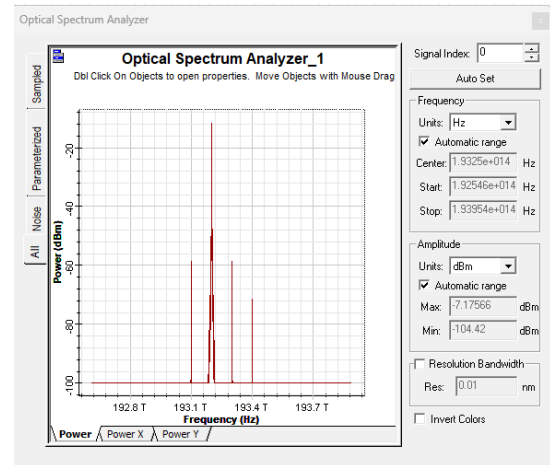 Optical Spectrum Analyzer
x
Sampled
Parameterized
Noise
All
Optical Spectrum Analyzer_1
Dbl Click On Objects to open properties. Move Objects with Mouse Drag
Power (dBm)
-20
-40
-60
-80
-100
192.8 T 193.1 T 193.4 T 193.7 T
Frequency (Hz)
Power Power X Power Y
Signal Index: 0
Auto Set
Frequency
Units: Hz
Automatic range
Center: 1.9325e+014 Hz
Start: 1.92546e+014 Hz
Stop: 1.93954e+014 Hz
Amplitude
Units: dBm
Automatic range
Max: -7.17566 dBm
Min: -104.42 dBm
Resolution Bandwidth
Res: 0.01 nm
Invert Colors